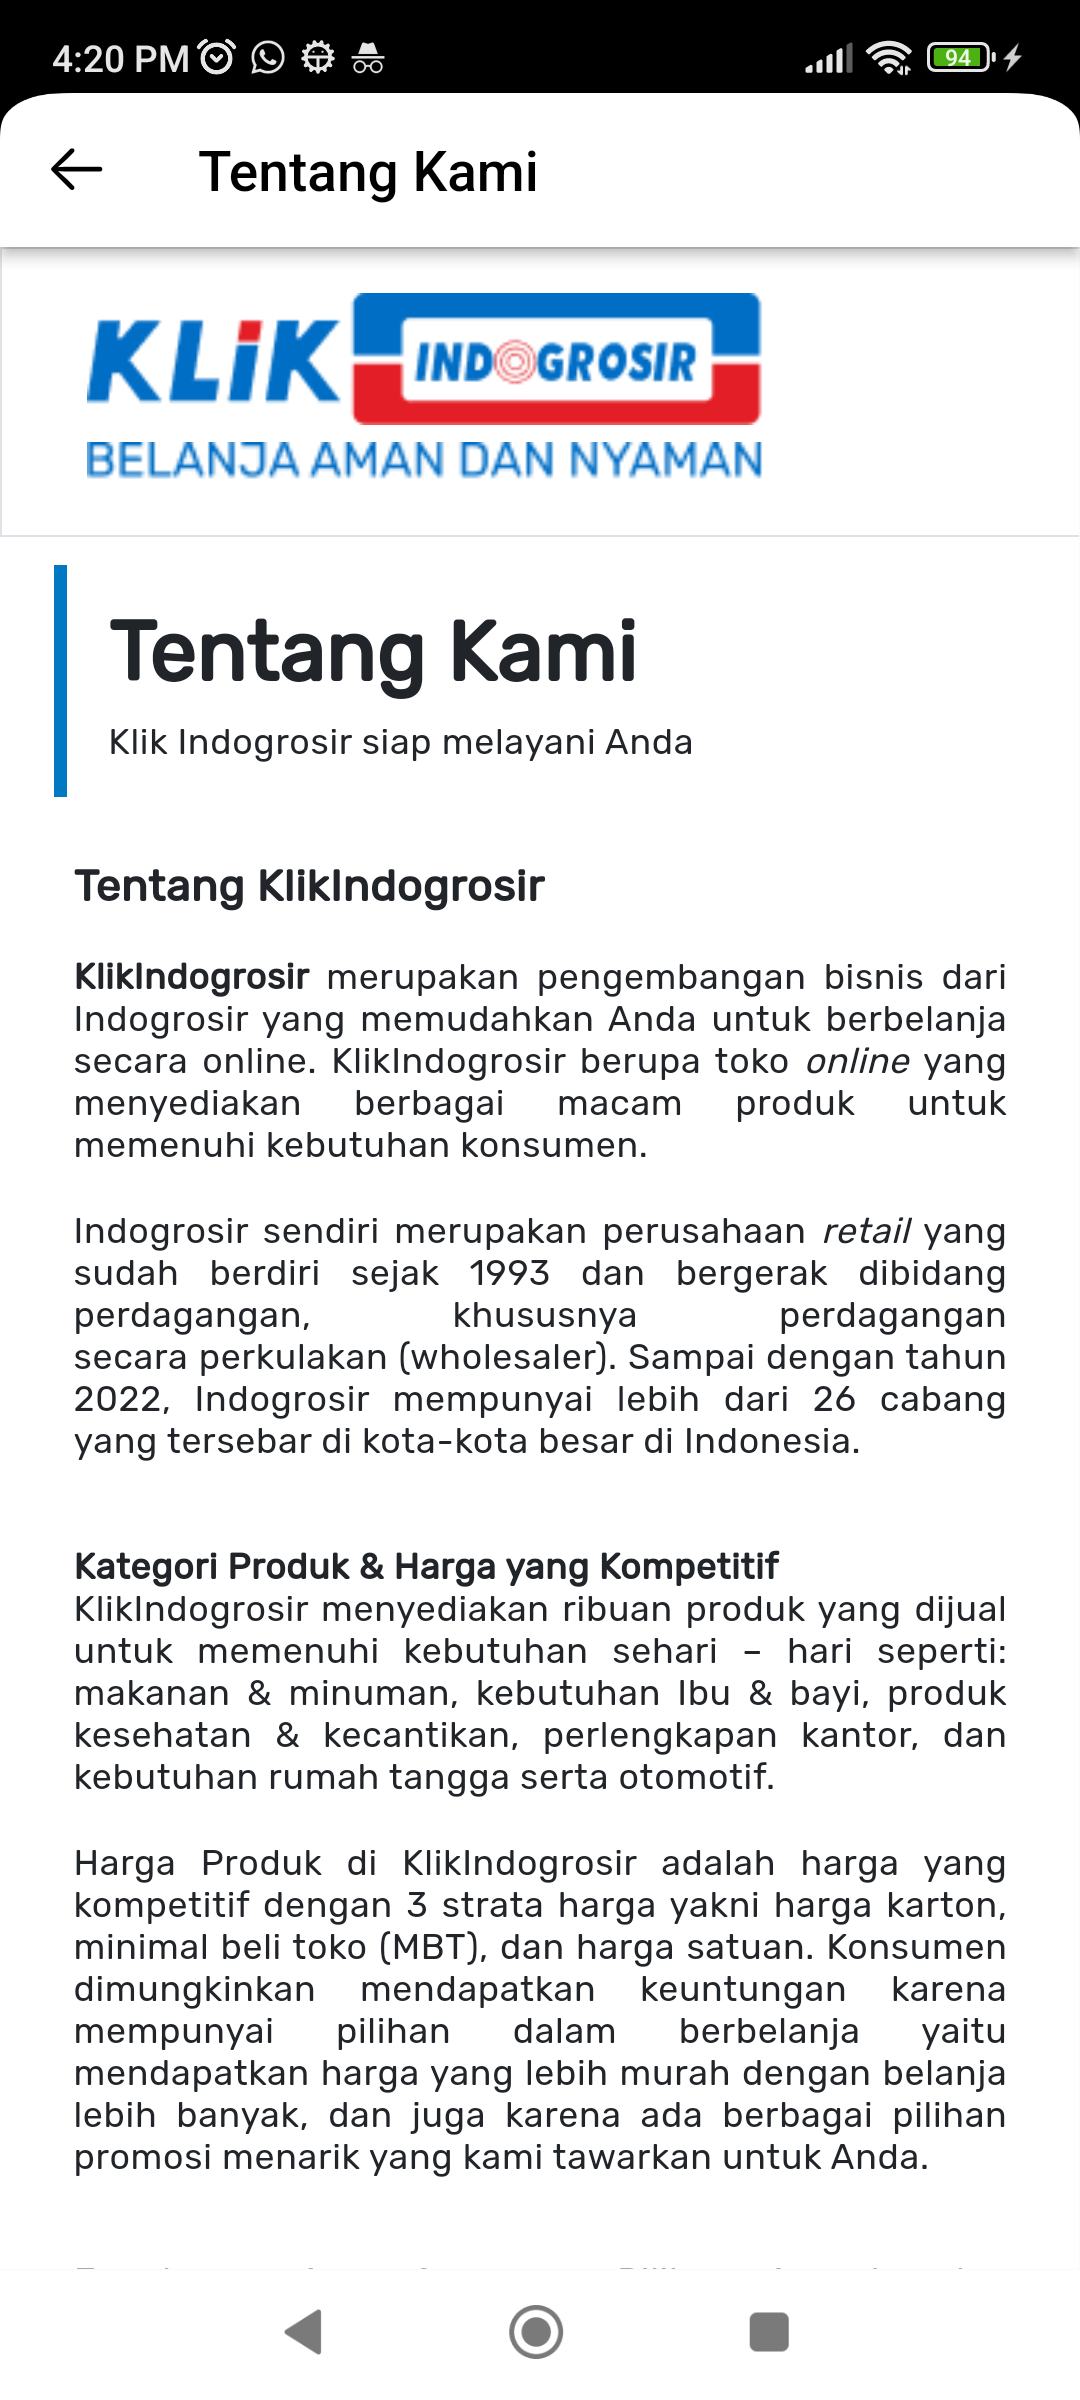 4:20 PM
94
Tentang Kami
KLiK INDOGROSIR
BELANJA AMAN DAN NYAMAN
Tentang Kami
Klik Indogrosir siap melayani Anda
Tentang KlikIndogrosir
KlikIndogrosir merupakan pengembangan bisnis dari
Indogrosir yang memudahkan Anda untuk berbelanja
secara online. KlikIndogrosir berupa toko online yang
menyediakan berbagai macam produk untuk
memenuhi kebutuhan konsumen.
Indogrosir sendiri merupakan perusahaan retail yang
sudah berdiri sejak 1993 dan bergerak dibidang
perdagangan, khususnya perdagangan
secara perkulakan (wholesaler). Sampai dengan tahun
2022, Indogrosir mempunyai lebih dari 26 cabang
yang tersebar di kota-kota besar di Indonesia.
Kategori Produk & Harga yang Kompetitif
KlikIndogrosir menyediakan ribuan produk yang dijual
untuk memenuhi kebutuhan sehari – hari seperti:
makanan & minuman, kebutuhan Ibu & bayi, produk
kesehatan & kecantikan, perlengkapan kantor, dan
kebutuhan rumah tangga serta otomotif.
Harga Produk di KlikIndogrosir adalah harga yang
kompetitif dengan 3 strata harga yakni harga karton,
minimal beli toko (MBT), dan harga satuan. Konsumen
dimungkinkan mendapatkan keuntungan karena
mempunyai pilihan dalam berbelanja yaitu
mendapatkan harga yang lebih murah dengan belanja
lebih banyak, dan juga karena ada berbagai pilihan
promosi menarik yang kami tawarkan untuk Anda.